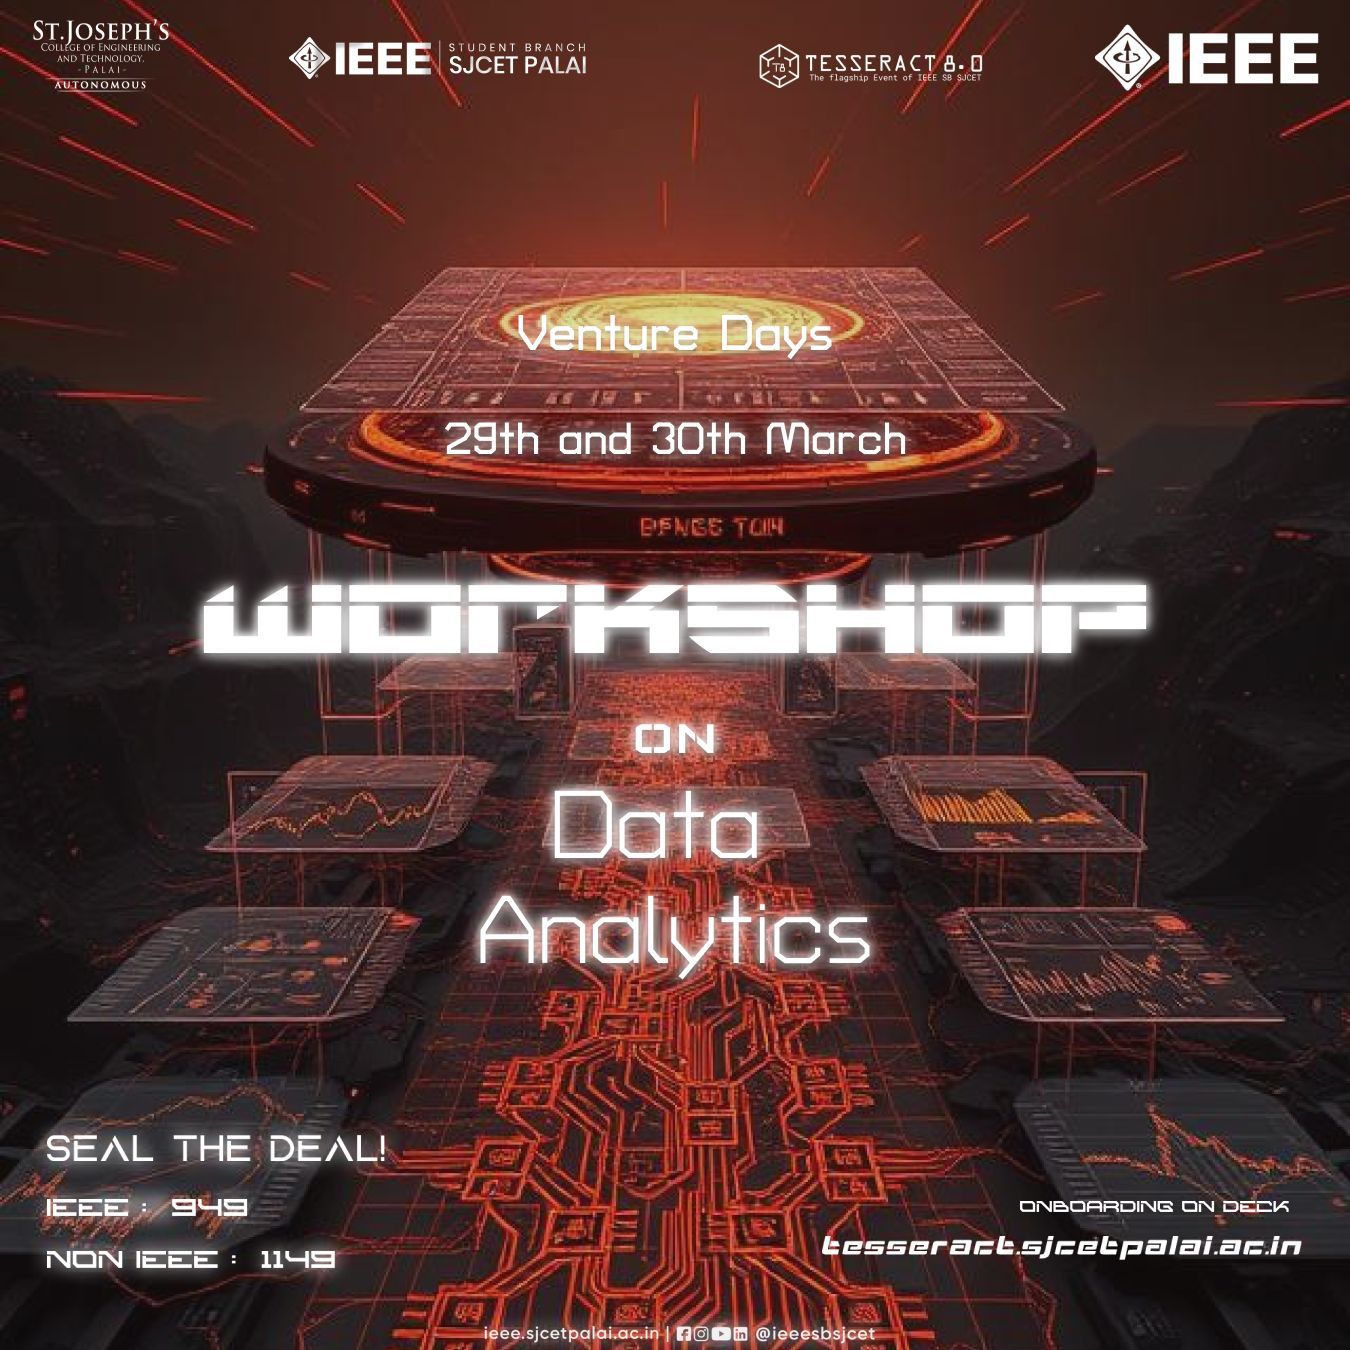 ST.JOSEPH'S
COLLEGE OF ENGINEERING
AND TECHNOLOGY,
- PALAI -
AUTONOMOUS
IEEE
STUDENT BRANCH
SJCET PALAI
T8
TESSERACT 8.0
The flagship Event of IEEE SB SJCET
IEEE
Venture Days
29th and 30th March
WORKSHOP
ON
Data
Analytics
SEAL THE DEAL!
IEEE : 949
NON IEEE : 1149
ONBOARDING ON DECK
tesseract.sjcetpalai.ac.in
ieee.sjcetpalai.ac.in | @ieeesbsjcet